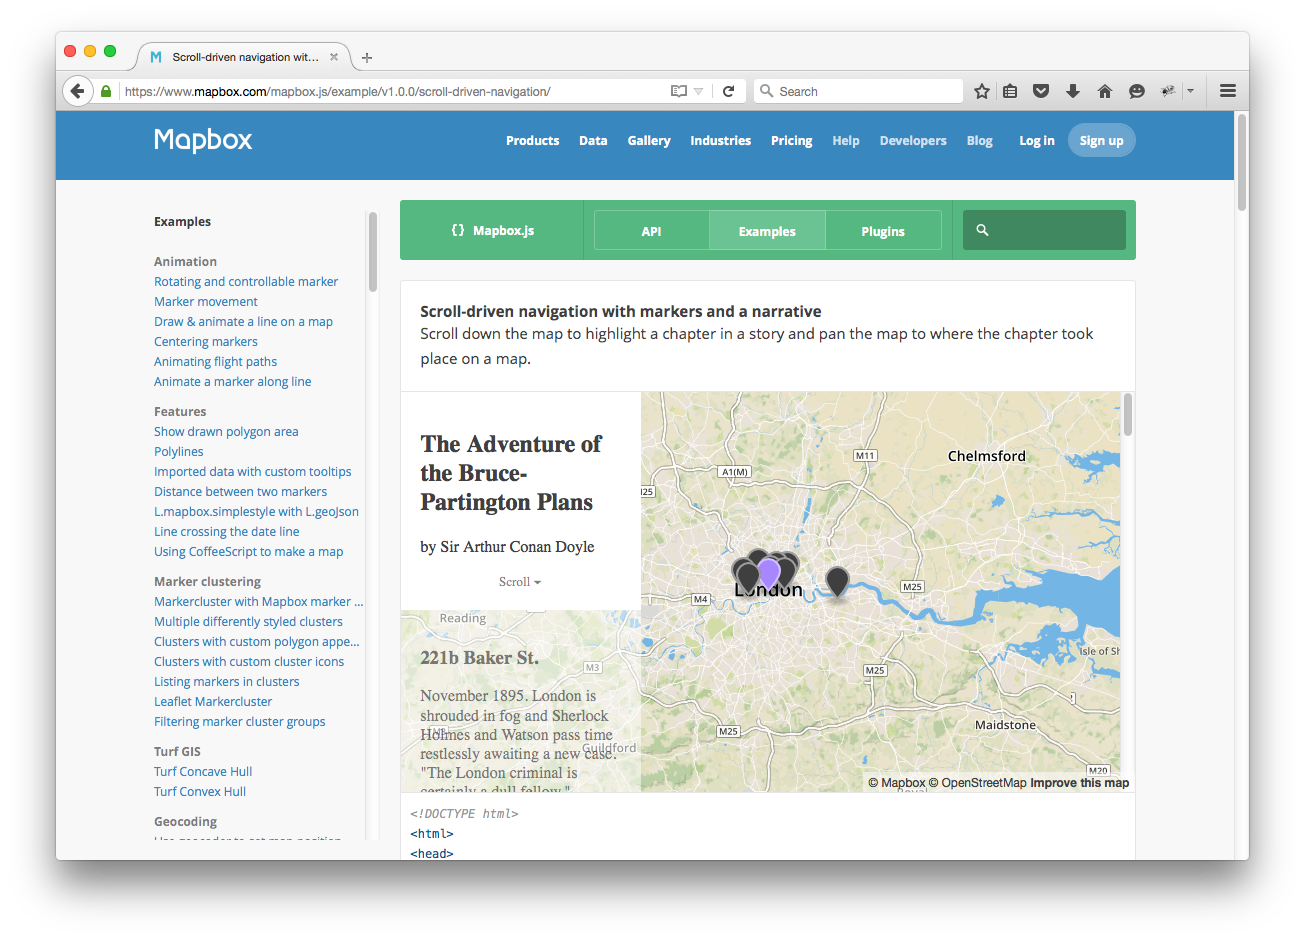 Scroll-driven navigation wit...
https://www.mapbox.com/mapbox.js/example/v1.0.0/scroll-driven-navigation/
Search
Mapbox
Products Data Gallery Industries Pricing Help Developers Blog Log in Sign up
Examples
Animation
Rotating and controllable marker
Marker movement
Draw & animate a line on a map
Centering markers
Animating flight paths
Animate a marker along line
Features
Show drawn polygon area
Polylines
Imported data with custom tooltips
Distance between two markers
L.mapbox.simplestyle with L.geoJson
Line crossing the date line
Using CoffeeScript to make a map
Marker clustering
Markercluster with Mapbox marker ...
Multiple differently styled clusters
Clusters with custom polygon appe...
Clusters with custom cluster icons
Listing markers in clusters
Leaflet Markercluster
Filtering marker cluster groups
Turf GIS
Turf Concave Hull
Turf Convex Hull
Geocoding
Use geocoder to set map position
{} Mapbox.js
API
Examples
Plugins
Scroll-driven navigation with markers and a narrative
Scroll down the map to highlight a chapter in a story and pan the map to where the chapter took
place on a map.
The Adventure of
the Bruce-
Partington Plans
by Sir Arthur Conan Doyle
Scroll
Reading
221b Baker St.
M3
November 1895. London is
shrouded in fog and Sherlock
Holmes and Watson pass time
Guildford
restlessly awaiting a new case.
"The London criminal is
certainly a dull fellow,"
M11
Chelmsford
A1(M)
M25
London
M25
M4
M25
Isle of Sh
M25
Maidstone
M20
© Mapbox © OpenStreetMap Improve this map
<!DOCTYPE html>
<html>
<head>